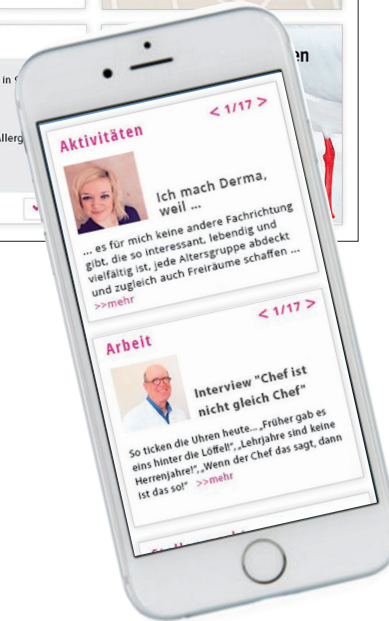 en
in
Allerg
Aktivitäten
< 1/17 >
Ich mach Derma,
weil ...
... es für mich keine andere Fachrichtung
gibt, die so interessant, lebendig und
vielfältig ist, jede Altersgruppe abdeckt
und zugleich auch Freiräume schaffen ...
>>mehr
Arbeit
< 1/17 >
Interview "Chef ist
nicht gleich Chef"
So ticken die Uhren heute... „Früher gab es
eins hinter die Löffel!“, „Lehrjahre sind keine
Herrenjahre!“, „Wenn der Chef das sagt, dann
ist das so!“ >>mehr